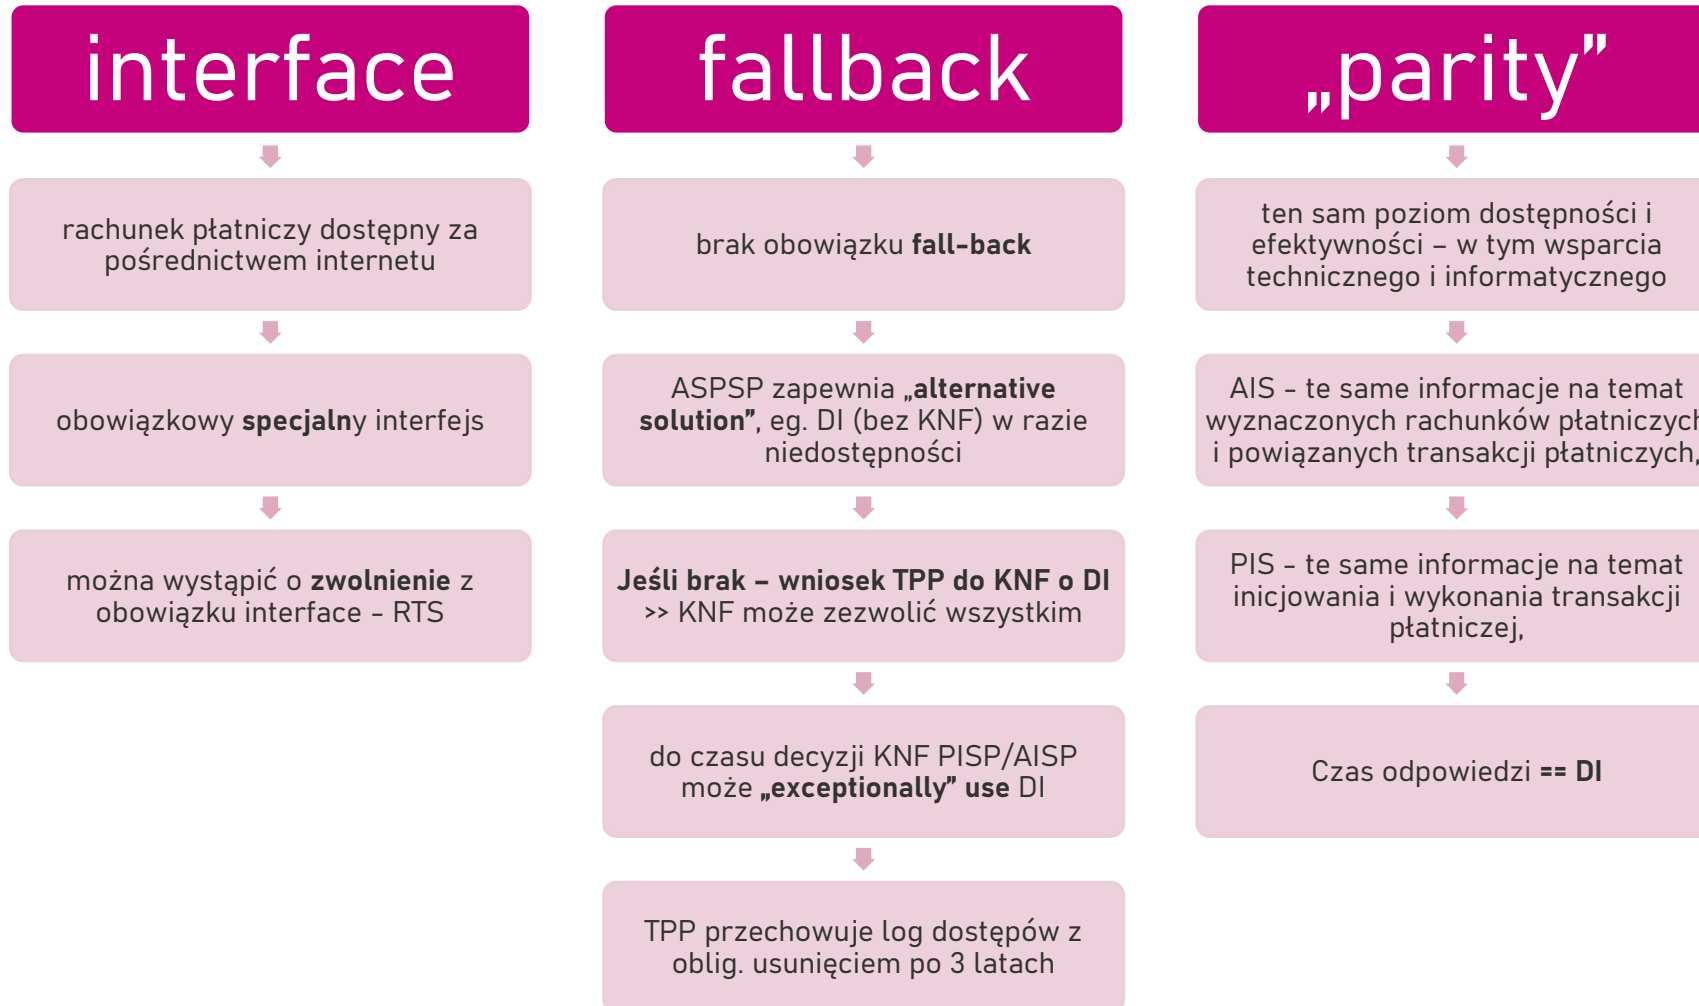 interface
rachunek płatniczy dostępny za
pośrednictwem internetu
obowiązkowy specjalny interfejs
można wystąpić o zwolnienie z
obowiązku interface - RTS
fallback
brak obowiązku fall-back
ASPSP zapewnia „alternative
solution”, eg. DI (bez KNF) w razie
niedostępności
Jeśli brak – wniosek TPP do KNF o DI
>> KNF może zezwolić wszystkim
do czasu decyzji KNF PISP/AISP
może „exceptionally” use DI
TPP przechowuje log dostępów z
oblig. usunięciem po 3 latach
„parity”
ten sam poziom dostępności i
efektywności – w tym wsparcia
technicznego i informatycznego
AIS - te same informacje na temat
wyznaczonych rachunków płatniczych
i powiązanych transakcji płatniczych,
PIS - te same informacje na temat
inicjowania i wykonania transakcji
płatniczej,
Czas odpowiedzi == DI